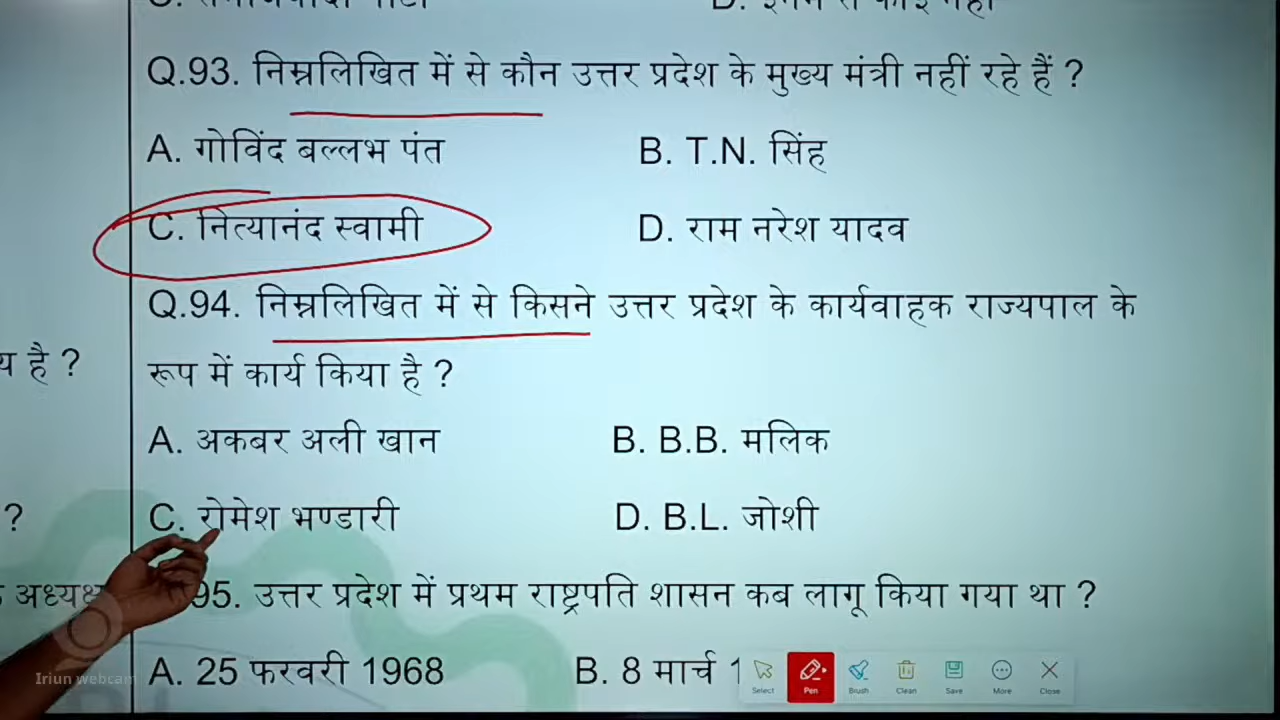 Q.93. निम्नलिखित में से कौन उत्तर प्रदेश के मुख्य मंत्री नहीं रहे हैं ?
A. गोविंद बल्लभ पंत B. T.N. सिंह
C. नित्यानंद स्वामी D. राम नरेश यादव
Q.94. निम्नलिखित में से किसने उत्तर प्रदेश के कार्यवाहक राज्यपाल के
है ?
रूप में कार्य किया है ?
A. अकबर अली खान B. B.B. मलिक
?
C. रोमेश भण्डारी D. B.L. जोशी
अध्यक्ष
95. उत्तर प्रदेश में प्रथम राष्ट्रपति शासन कब लागू किया गया था ?
A. 25 फरवरी 1968 B. 8 मार्च
Iriun webcam
Select Pen Brush Clean Save More Close